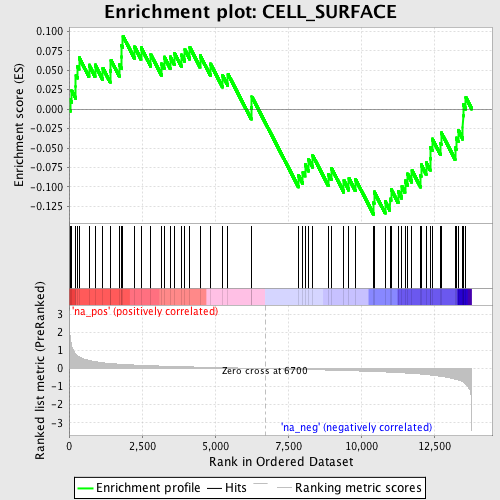 Enrichment plot: CELL_SURFACE
Enrichment score (ES)
0.100
0.075
0.050
0.025
0.000
-0.025
-0.050
-0.075
-0.100
-0.125
'na_pos' (positively correlated)
Ranked list metric (PreRanked)
3
2
1
0
-1
-2
-3
Zero cross at 6700
'na_neg' (negatively correlated)
0 2,500 5,000 7,500 10,000 12,500
Rank in Ordered Dataset
Enrichment profile Hits Ranking metric scores